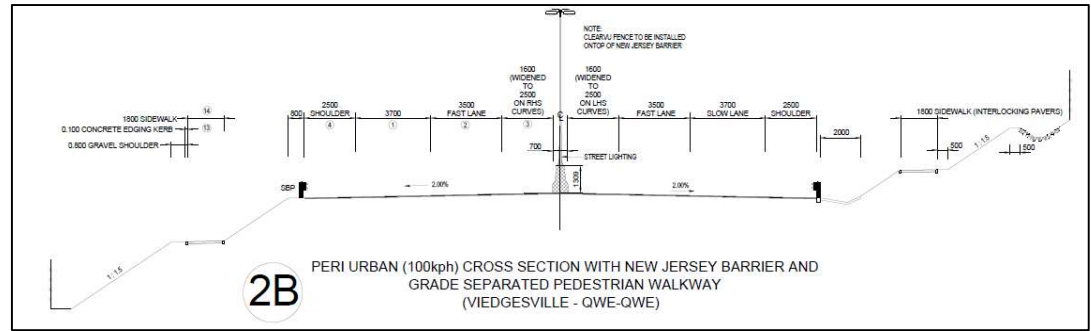 NOTE:
CLEARVU FENCE TO BE INSTALLED
ONTOP OF NEW JERSEY BARRIER
1600
(WIDENED
TO
2500
ON RHS
CURVES)
1600
(WIDENED
TO
2500
ON LHS
CURVES)
14
1800 SIDEWALK
0.100 CONCRETE EDGING KERB
13
0.800 GRAVEL SHOULDER
800
2500
SHOULDER
4
3700
1
3500
FAST LANE
2
3
3500
FAST LANE
3700
SLOW LANE
2500
SHOULDER
2000
1800 SIDEWALK (INTERLOCKING PAVERS)
1 : 1.5
500
500
700
STREET LIGHTING
1309
SBP
2.00%
2.00%
1 : 1.5
2B
PERI URBAN (100kph) CROSS SECTION WITH NEW JERSEY BARRIER AND
GRADE SEPARATED PEDESTRIAN WALKWAY
(VIEDGESVILLE - QWE-QWE)